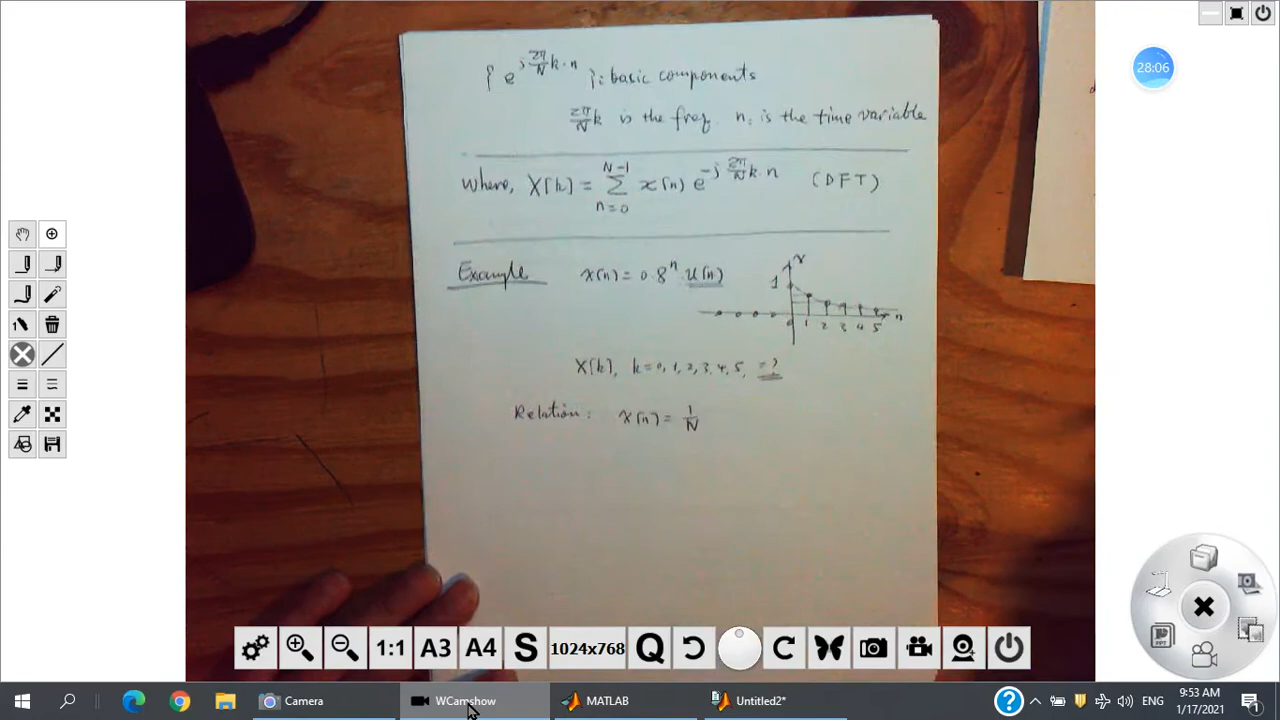 28:06
{ e^{j 2π/N k·n} }: basic components
2π/N k is the freq. n: is the time variable
Where, X[k] = Σ_{n=0}^{N-1} x(n) e^{-j 2π/N k·n} (DFT)
Example x(n) = 0.8^n · u(n)
x
1
n
0 1 2 3 4 5
X[k], k=0, 1, 2, 3, 4, 5, =?
Relation: x(n) = 1/N
1:1 A3 A4 S 1024x768 Q
PPT
Camera WCamshow MATLAB Untitled2* ENG 9:53 AM
1/17/2021